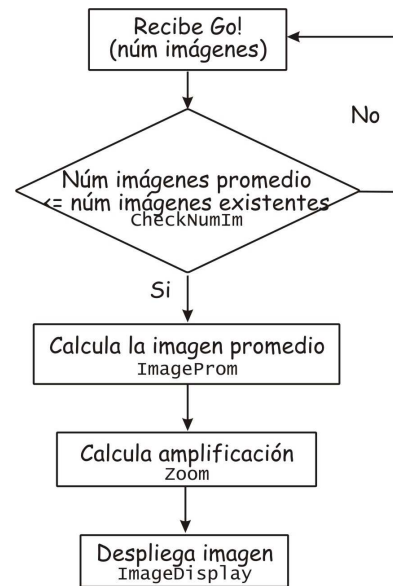 Recibe Go!
(núm imágenes)
No
Núm imágenes promedio
<= núm imágenes existentes
CheckNumIm
Si
Calcula la imagen promedio
ImageProm
Calcula amplificación
Zoom
Despliega imagen
ImageDisplay